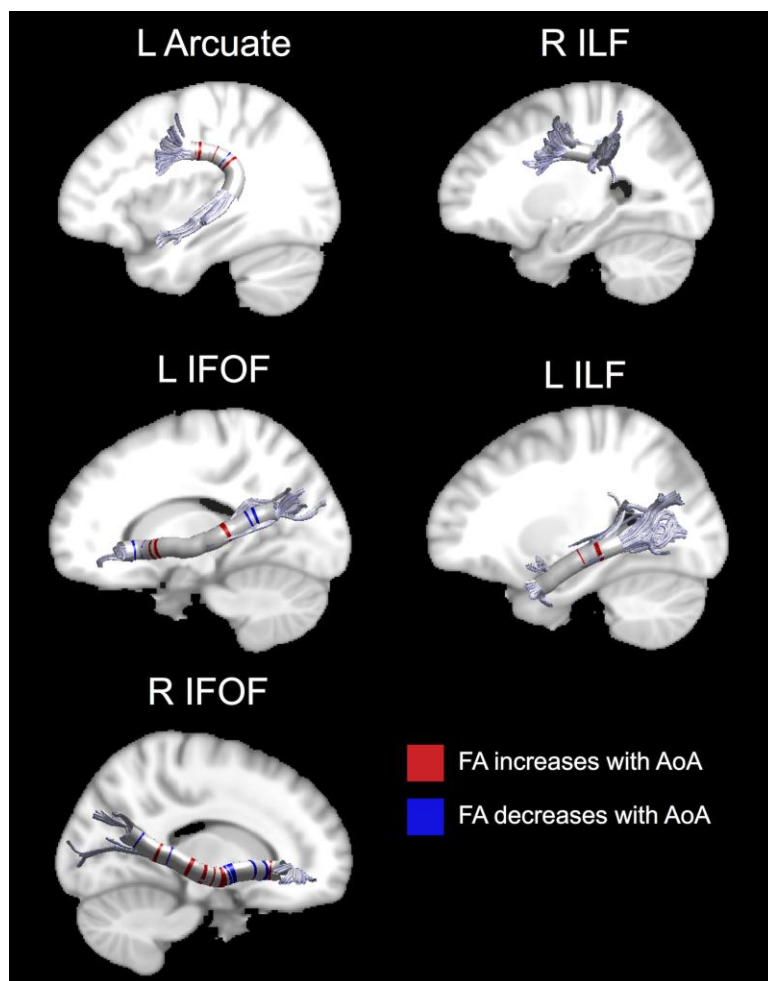 L Arcuate
R ILF
L IFOF
L ILF
R IFOF
FA increases with AoA
FA decreases with AoA